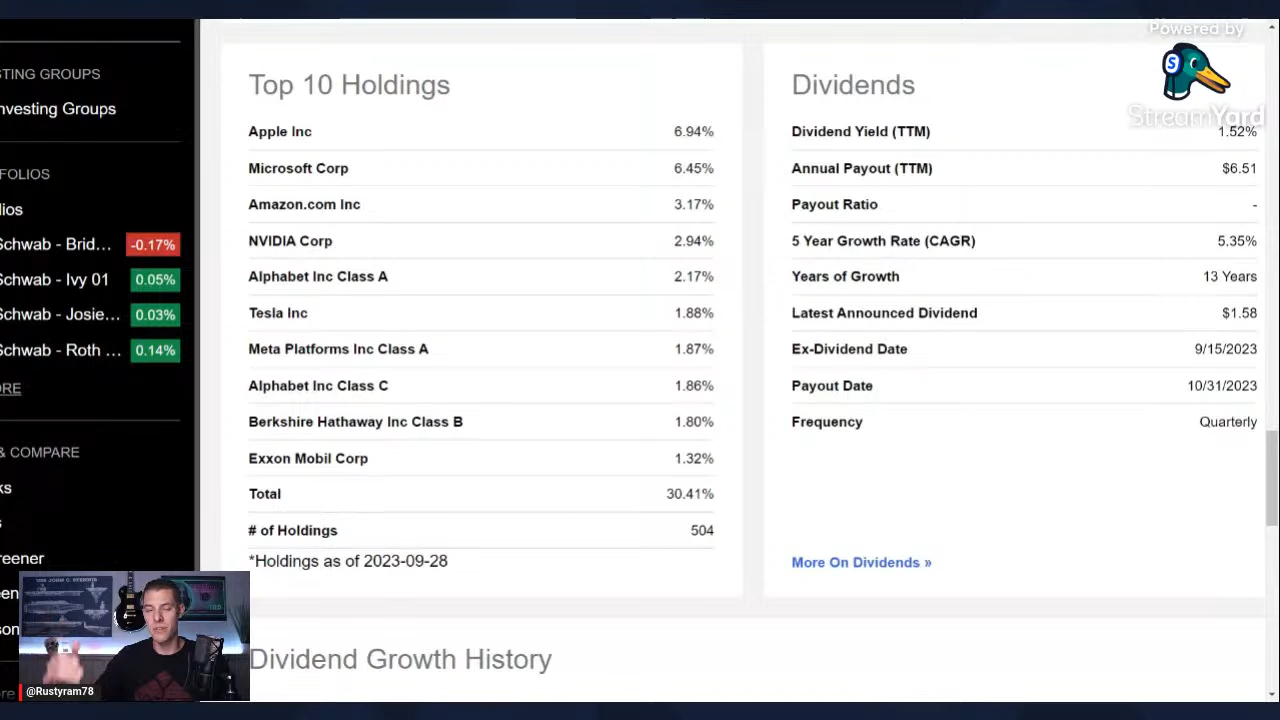 Powered by
StreamYard
STING GROUPS
nvesting Groups
FOLIOS
lios
Schwab - Brid... -0.17%
Schwab - Ivy 01 0.05%
Schwab - Josie... 0.03%
Schwab - Roth ... 0.14%
ORE
& COMPARE
ks
s
reener
een
son
re
Top 10 Holdings
Apple Inc 6.94%
Microsoft Corp 6.45%
Amazon.com Inc 3.17%
NVIDIA Corp 2.94%
Alphabet Inc Class A 2.17%
Tesla Inc 1.88%
Meta Platforms Inc Class A 1.87%
Alphabet Inc Class C 1.86%
Berkshire Hathaway Inc Class B 1.80%
Exxon Mobil Corp 1.32%
Total 30.41%
# of Holdings 504
*Holdings as of 2023-09-28
Dividends
Dividend Yield (TTM) 1.52%
Annual Payout (TTM) $6.51
Payout Ratio -
5 Year Growth Rate (CAGR) 5.35%
Years of Growth 13 Years
Latest Announced Dividend $1.58
Ex-Dividend Date 9/15/2023
Payout Date 10/31/2023
Frequency Quarterly
More On Dividends »
Dividend Growth History
@Rustyram78